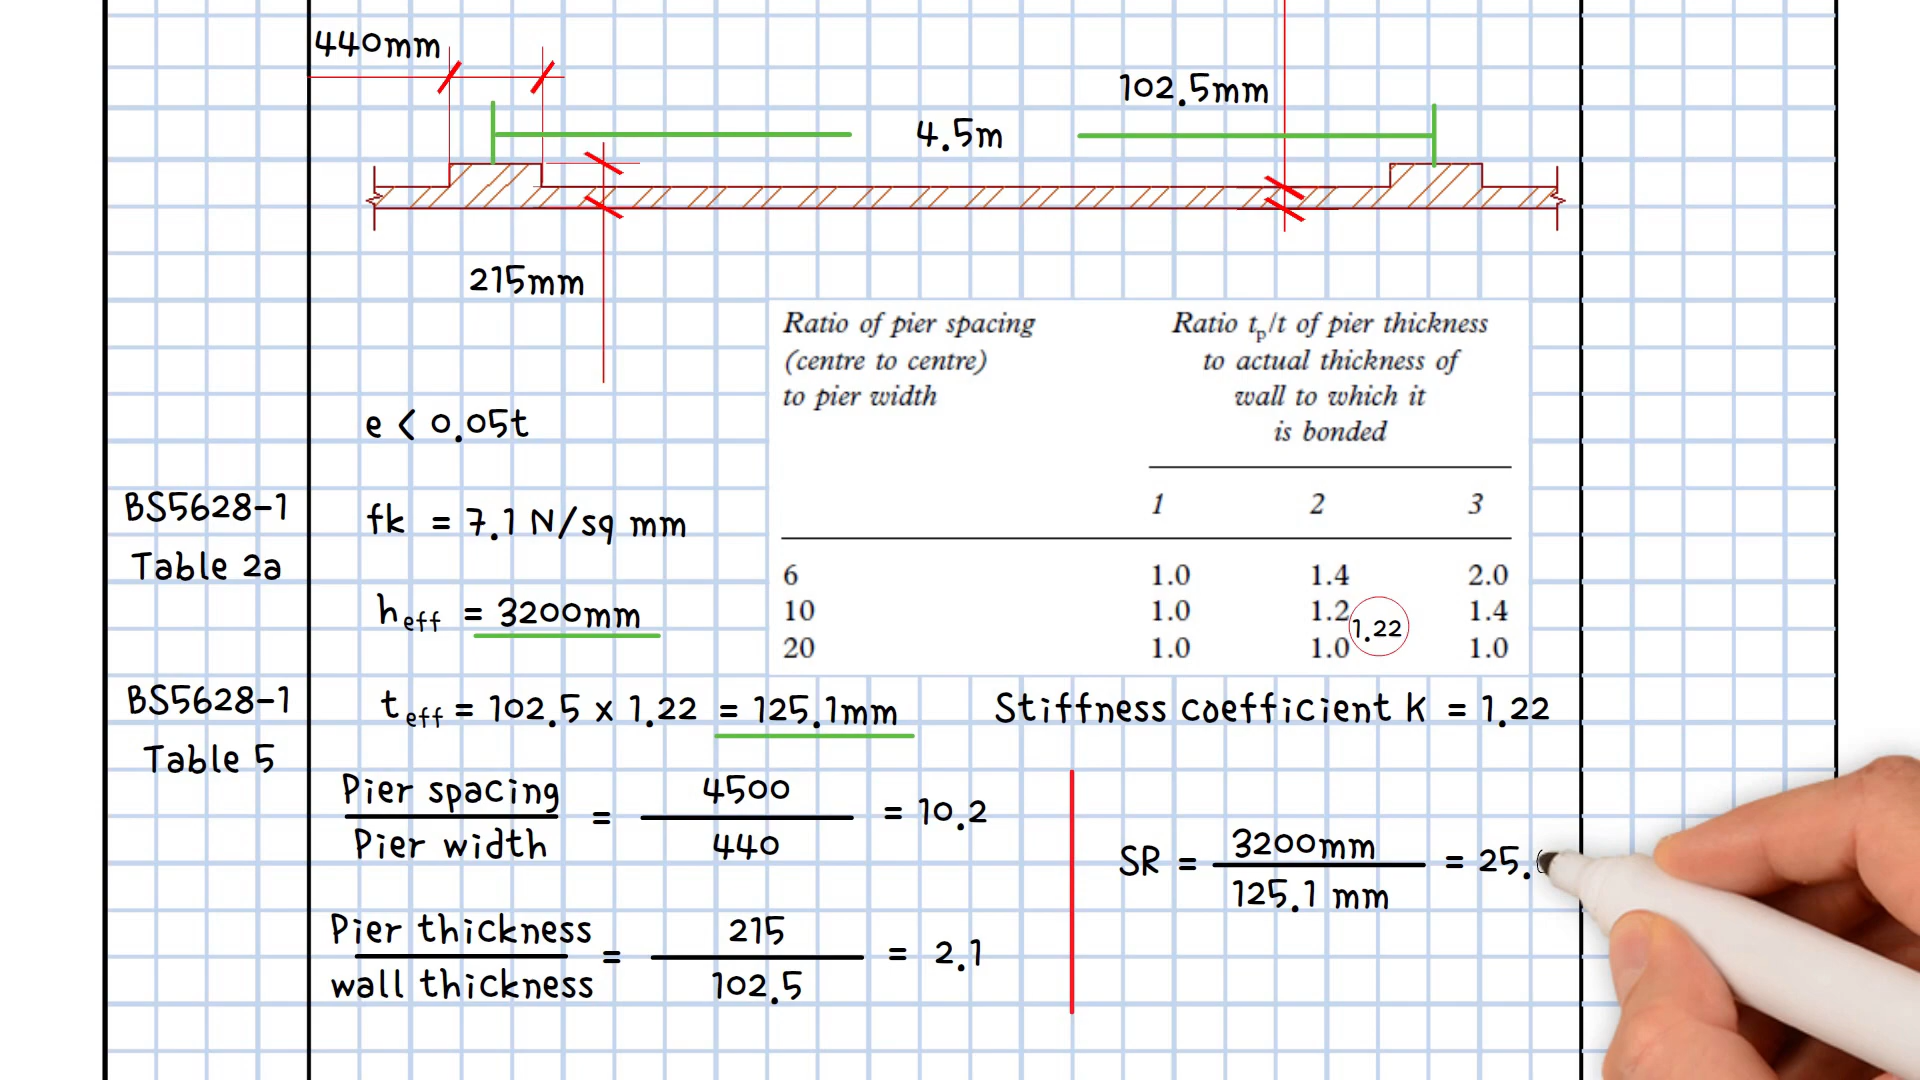 440mm
102.5mm
4.5m
215mm
Ratio of pier spacing
(centre to centre)
to pier width
Ratio tp/t of pier thickness
to actual thickness of
wall to which it
is bonded
1 2 3
6 1.0 1.4 2.0
10 1.0 1.2 1.4
1.22
20 1.0 1.0 1.0
e < 0.05t
BS5628-1
Table 2a
fk = 7.1 N/sq mm
heff = 3200mm
BS5628-1
Table 5
teff = 102.5 x 1.22 = 125.1mm
Stiffness coefficient k = 1.22
Pier spacing
Pier width
=
4500
440
= 10.2
Pier thickness
wall thickness
=
215
102.5
= 2.1
SR =
3200mm
125.1 mm
= 25.